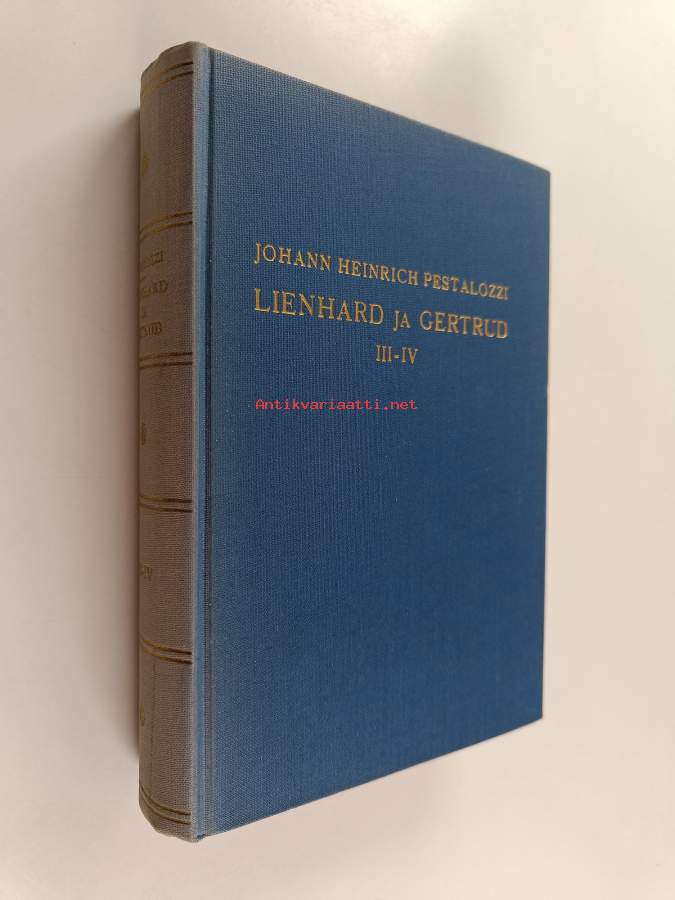 JOHANN HEINRICH PESTALOZZI
LIENHARD JA GERTRUD
III-IV
Antikvariaatti.net